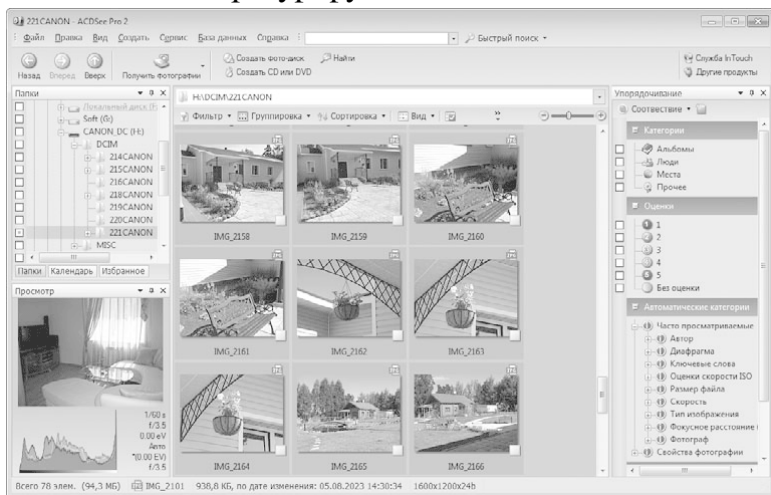 221CANON - ACDSee Pro 2
Файл Правка Вид Создать Сервис База данных Справка Быстрый поиск
Назад Вперед Вверх Получить фотографии Создать фото-диск Найти Создать CD или DVD Служба InTouch Другие продукты
Папки
Локальный диск
Soft (G:)
CANON_DC (H:)
DCIM
214CANON
215CANON
216CANON
218CANON
219CANON
220CANON
221CANON
MISC
Папки Календарь Избранное
Просмотр
1/60 s
f/3.5
0.00 eV
Авто
*(0.00 EV)
f/3.5
H:\DCIM\221CANON
Фильтр Группировка Сортировка Вид
IMG_2158 IMG_2159 IMG_2160
IMG_2161 IMG_2162 IMG_2163
IMG_2164 IMG_2165 IMG_2166
Упорядочивание
Соотвествие
Категории
Альбомы
Люди
Места
Прочее
Оценки
1
2
3
4
5
Без оценки
Автоматические категории
Часто просматриваемые
Автор
Диафрагма
Ключевые слова
Оценки скорости ISO
Размер файла
Скорость
Тип изображения
Фокусное расстояние
Фотограф
Свойства фотографии
Всего 78 элем. (94,3 МБ) IMG_2101 938,8 КБ, по дате изменения: 05.08.2023 14:30:34 1600x1200x24b